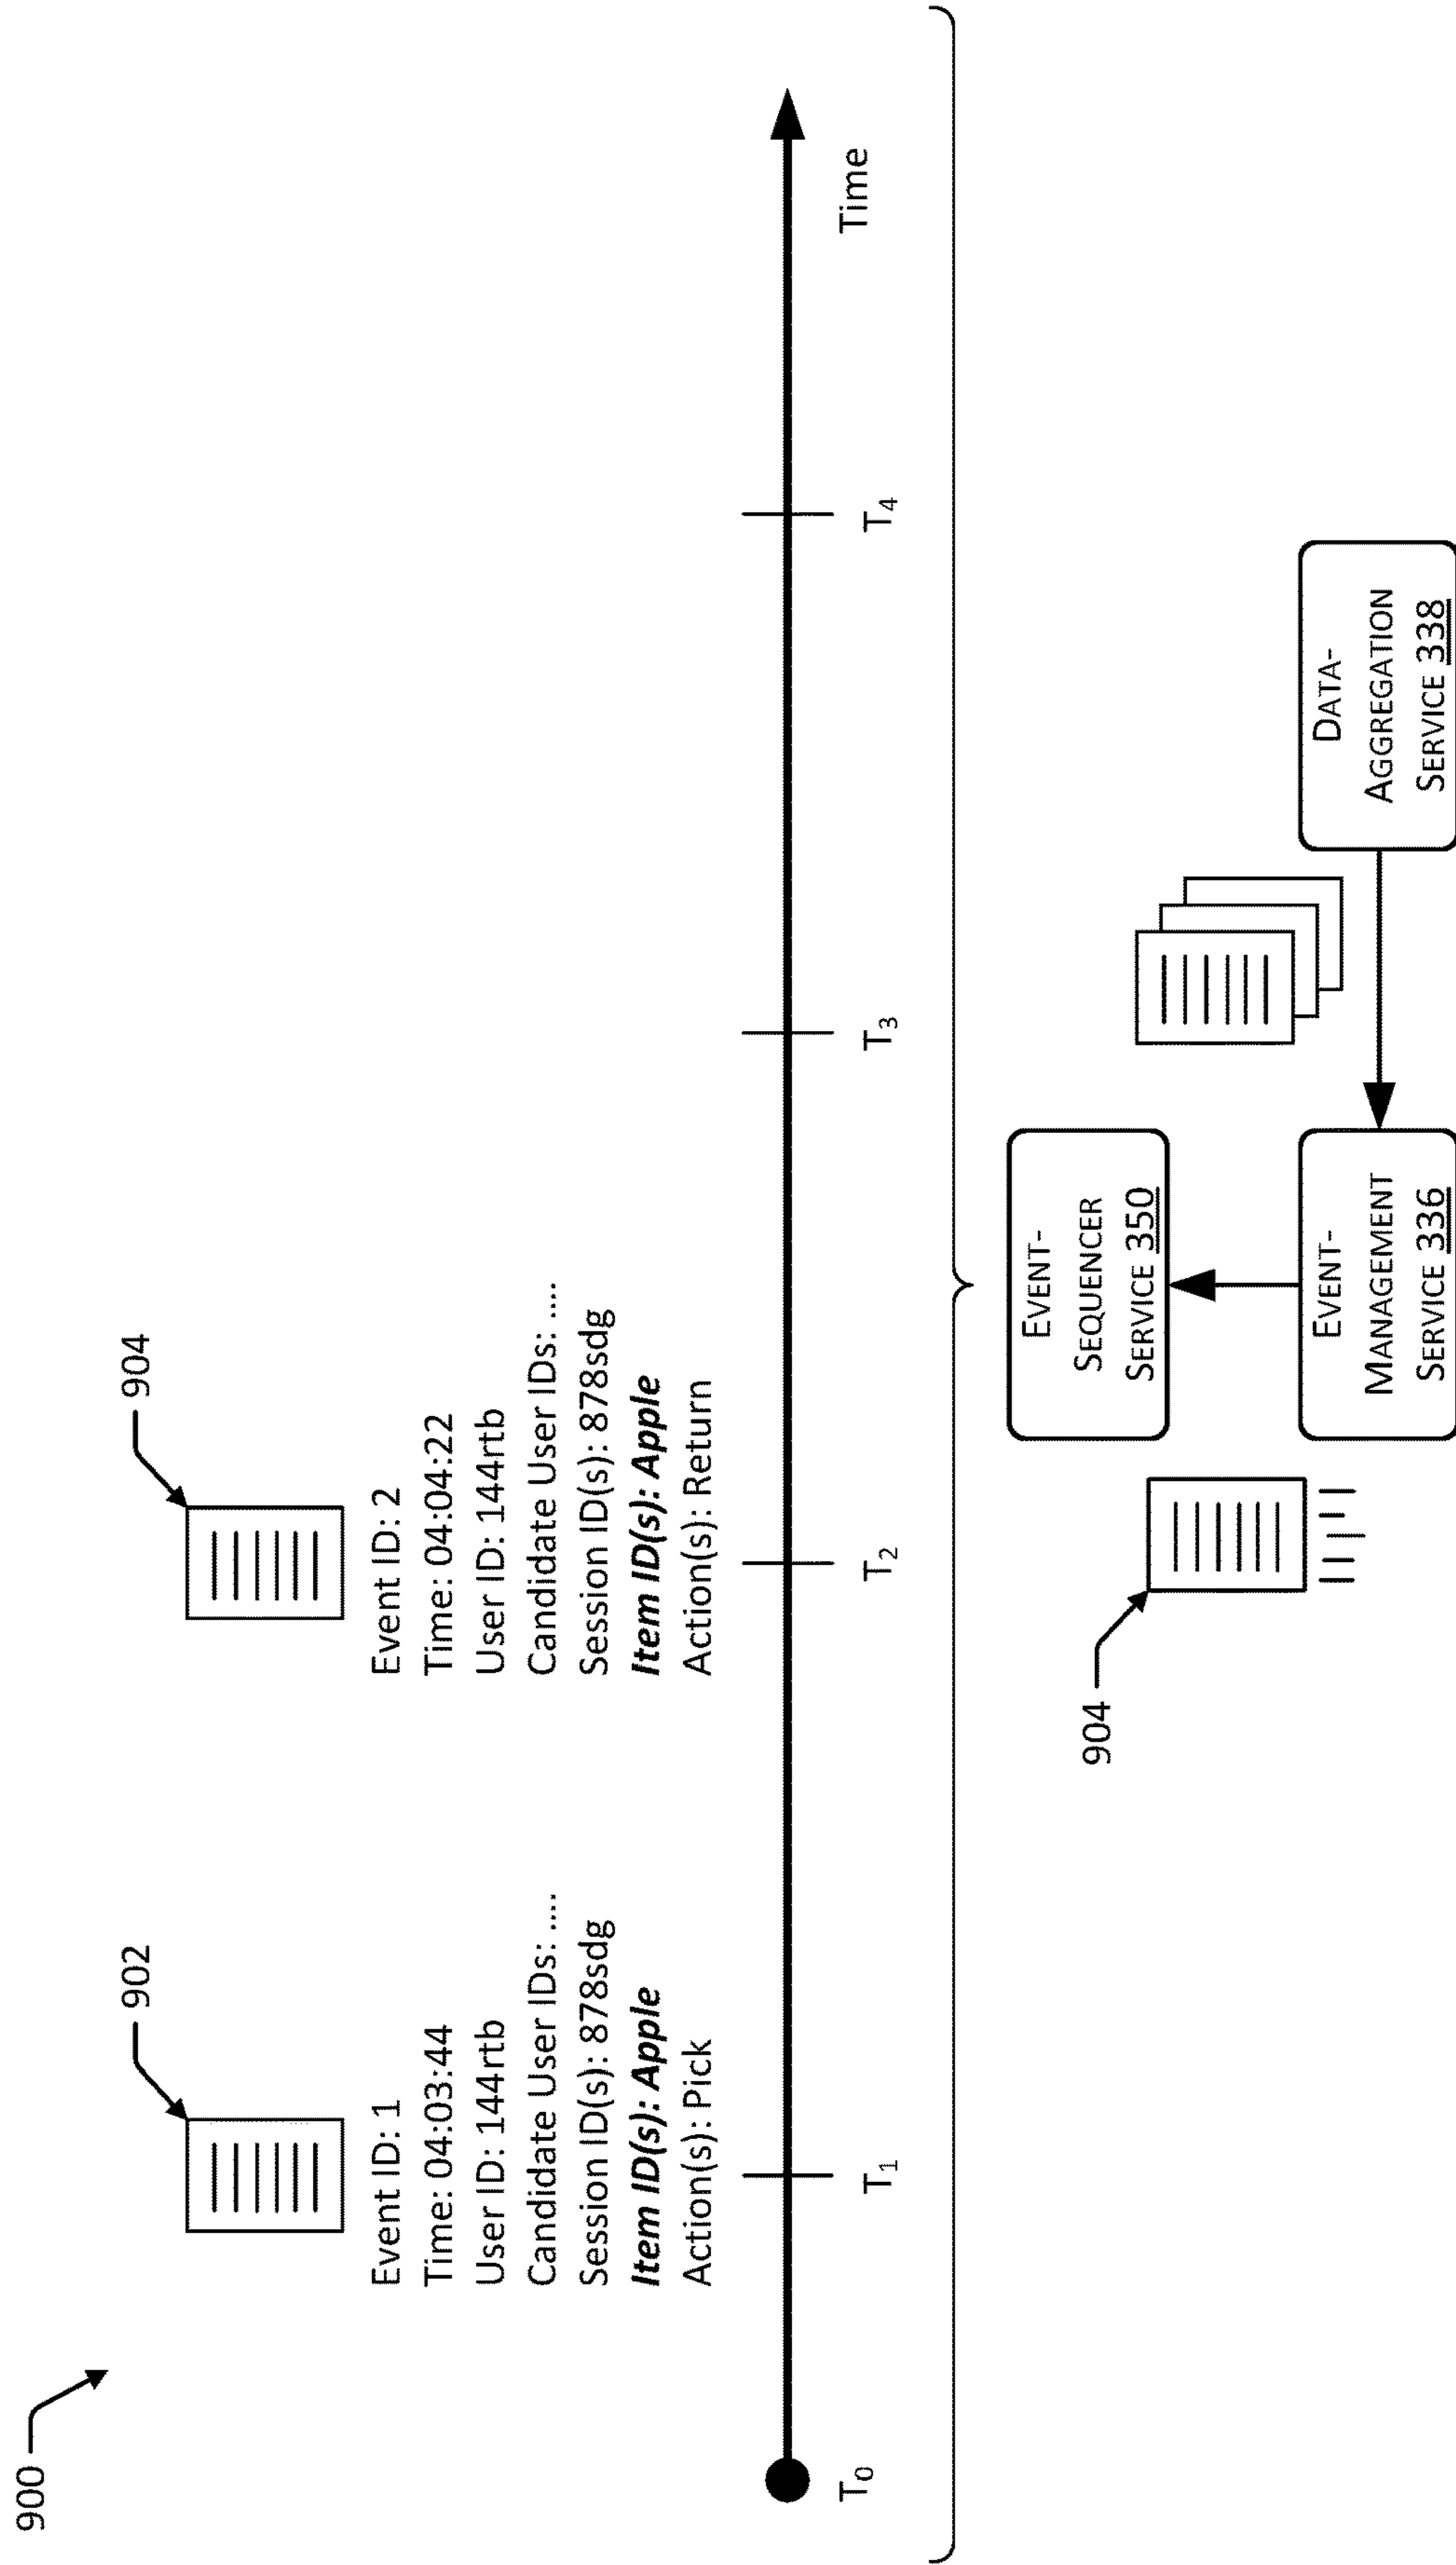 900
902
Event ID: 1
Time: 04:03:44
User ID: 144rtb
Candidate User IDs: ....
Session ID(s): 878sdg
Item ID(s): Apple
Action(s): Pick
904
Event ID: 2
Time: 04:04:22
User ID: 144rtb
Candidate User IDs: ....
Session ID(s): 878sdg
Item ID(s): Apple
Action(s): Return
T0
T1
T2
T3
T4
Time
904
EVENT-
SEQUENCER
SERVICE 350
EVENT-
MANAGEMENT
SERVICE 336
DATA-
AGGREGATION
SERVICE 338